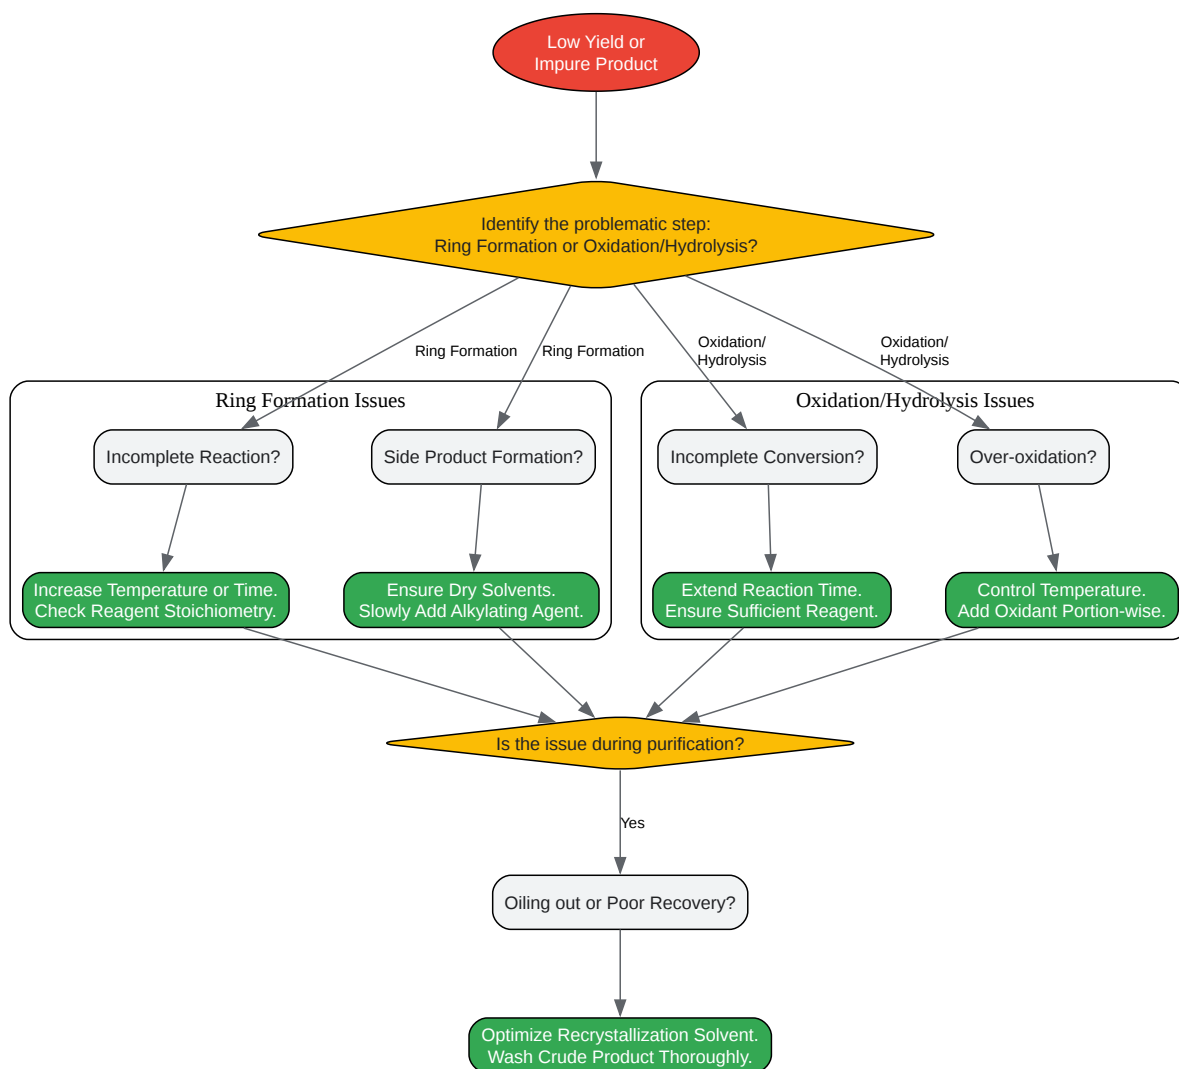 Low Yield or
Impure Product
Identify the problematic step:
Ring Formation or Oxidation/Hydrolysis?
Ring Formation
Ring Formation
Oxidation/
Hydrolysis
Oxidation/
Hydrolysis
Ring Formation Issues
Oxidation/Hydrolysis Issues
Incomplete Reaction?
Side Product Formation?
Incomplete Conversion?
Over-oxidation?
Increase Temperature or Time.
Check Reagent Stoichiometry.
Ensure Dry Solvents.
Slowly Add Alkylating Agent.
Extend Reaction Time.
Ensure Sufficient Reagent.
Control Temperature.
Add Oxidant Portion-wise.
Is the issue during purification?
Yes
Oiling out or Poor Recovery?
Optimize Recrystallization Solvent.
Wash Crude Product Thoroughly.